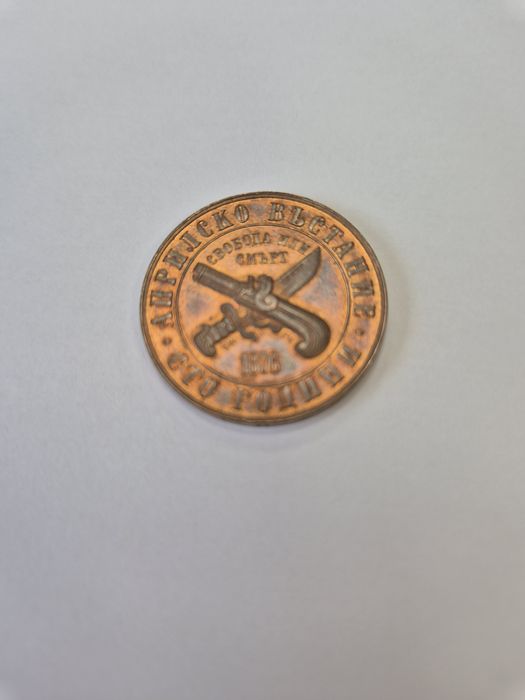 АПРИЛСКО ВЪСТАНИЕ
СВОБОДА ИЛИ
СМЪРТ
1876
• СТО ГОДИНИ •